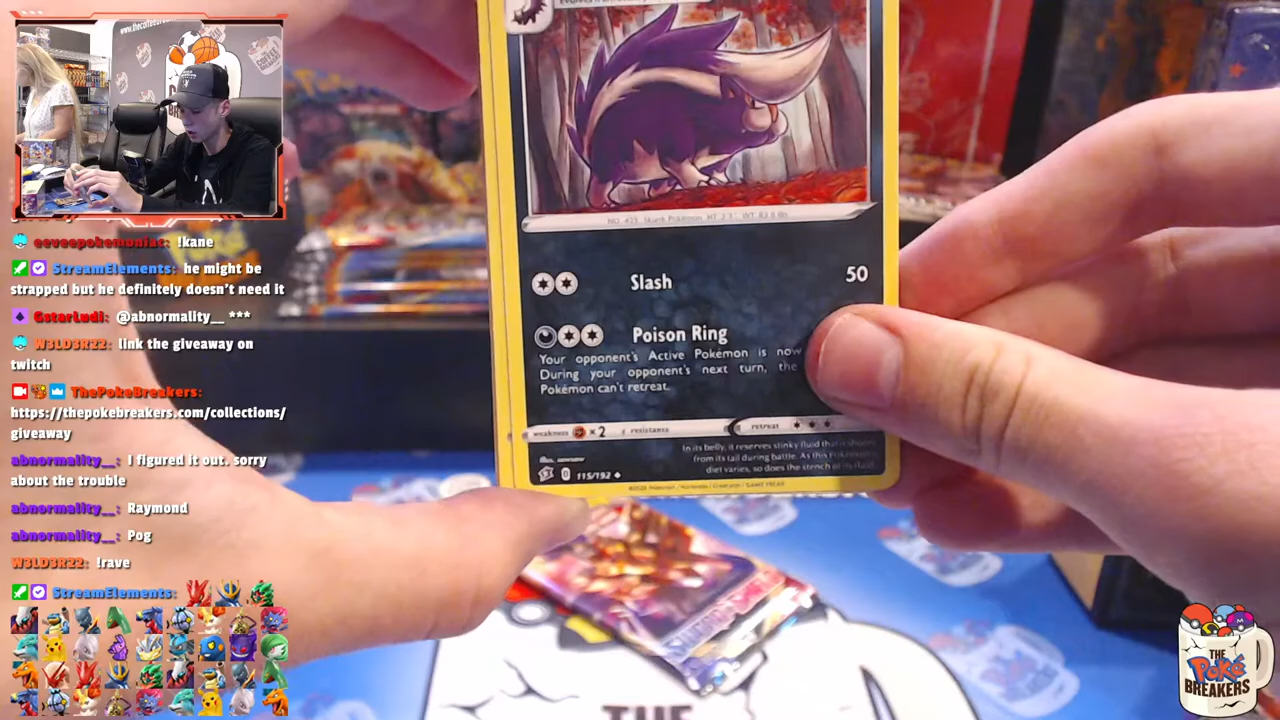 www.thecoffee
eeveepokemoniac: !kane
StreamElements: he might be
strapped but he definitely doesn't need it
GstarLudi: @abnormality__ ***
W3LD3R22: link the giveaway on
twitch
ThePokeBreakers:
https://thepokebreakers.com/collections/
giveaway
abnormality__: I figured it out. sorry
about the trouble
abnormality__: Raymond
abnormality__: Pog
W3LD3R22: !rave
StreamElements:
Slash 50
Poison Ring
Your opponent's Active Pokémon is now
During your opponent's next turn, the
Pokémon can't retreat.
weakness ×2 resistance retreat
In its belly, it reserves stinky fluid that it shoots
from its tail during battle. As this Pokémon's
diet varies, so does the stench of its fluid.
115/192
THE
THE
Poké
BREAKERS